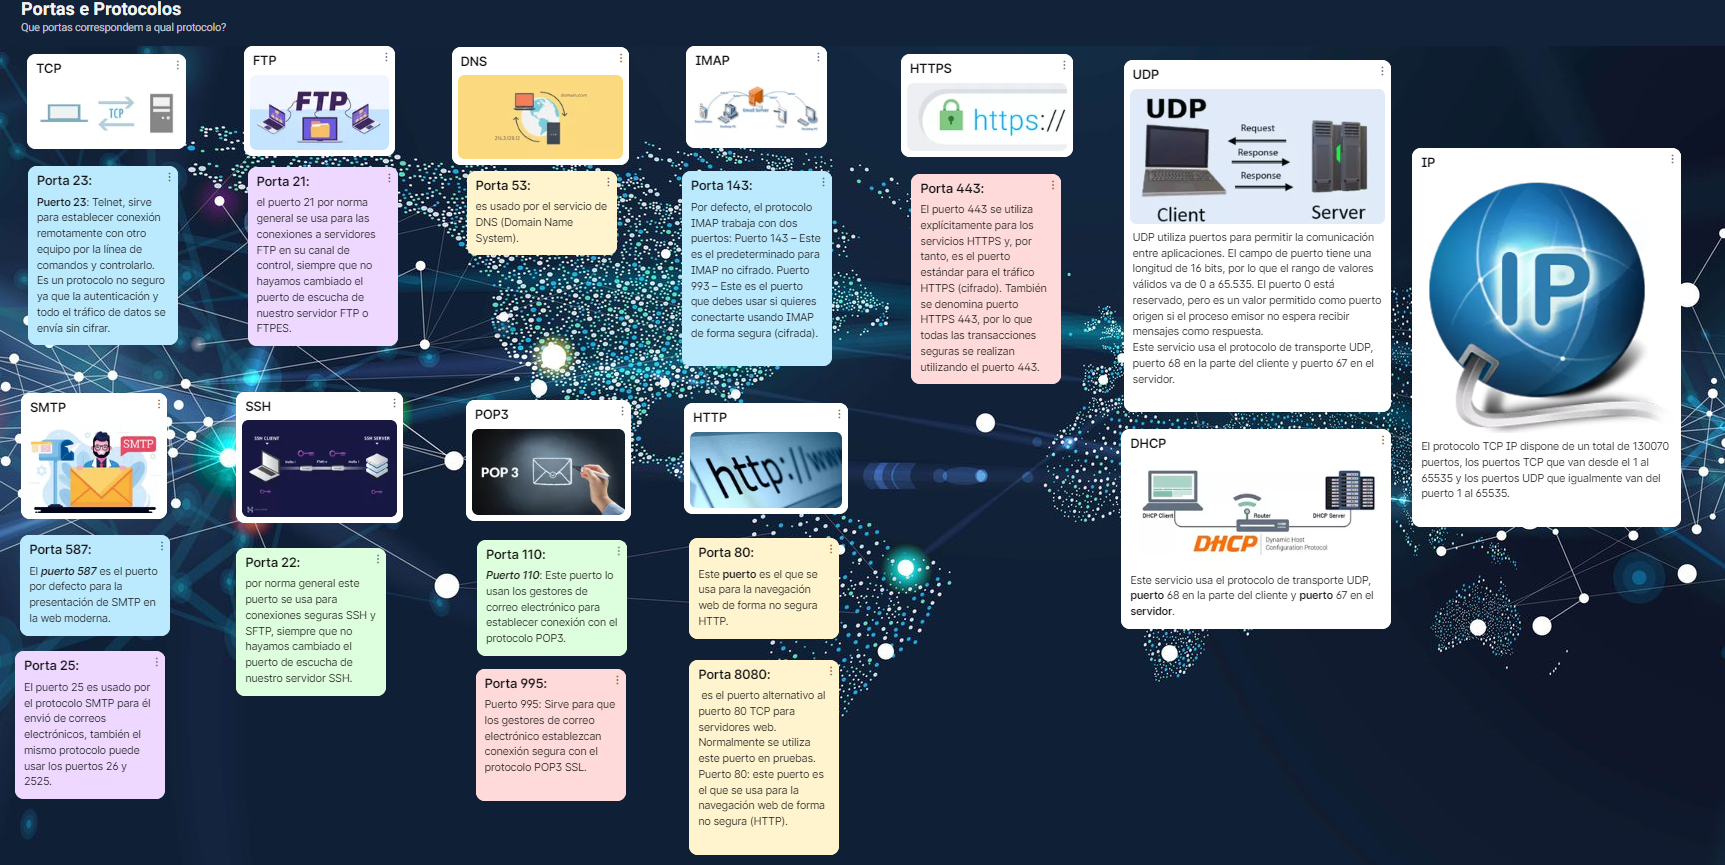 Portas e Protocolos
Que portas correspondem a qual protocolo?
TCP
TCP
Porta 23:
Puerto 23: Telnet, sirve
para establecer conexión
remotamente con otro
equipo por la línea de
comandos y controlarlo.
Es un protocolo no seguro
ya que la autenticación y
todo el tráfico de datos se
envía sin cifrar.
SMTP
SMTP
Porta 587:
El puerto 587 es el puerto
por defecto para la
presentación de SMTP en
la web moderna.
Porta 25:
El puerto 25 es usado por
el protocolo SMTP para él
envió de correos
electrónicos, también el
mismo protocolo puede
usar los puertos 26 y
2525.
FTP
FTP
Porta 21:
el puerto 21 por norma
general se usa para las
conexiones a servidores
FTP en su canal de
control, siempre que no
hayamos cambiado el
puerto de escucha de
nuestro servidor FTP o
FTPES.
SSH
SSH CLIENT
SSH SERVER
Porta 22:
por norma general este
puerto se usa para
conexiones seguras SSH y
SFTP, siempre que no
hayamos cambiado el
puerto de escucha de
nuestro servidor SSH.
DNS
domain.com
Porta 53:
es usado por el servicio de
DNS (Domain Name
System).
POP3
POP 3
Porta 110:
Puerto 110: Este puerto lo
usan los gestores de
correo electrónico para
establecer conexión con el
protocolo POP3.
Porta 995:
Puerto 995: Sirve para que
los gestores de correo
electrónico establezcan
conexión segura con el
protocolo POP3 SSL.
IMAP
Email Server
Porta 143:
Por defecto, el protocolo
IMAP trabaja con dos
puertos: Puerto 143 – Este
es el predeterminado para
IMAP no cifrado. Puerto
993 – Este es el puerto
que debes usar si quieres
conectarte usando IMAP
de forma segura (cifrada).
HTTP
http://www
Porta 80:
Este puerto es el que se
usa para la navegación
web de forma no segura
HTTP.
Porta 8080:
es el puerto alternativo al
puerto 80 TCP para
servidores web.
Normalmente se utiliza
este puerto en pruebas.
Puerto 80: este puerto es
el que se usa para la
navegación web de forma
no segura (HTTP).
HTTPS
https://
Porta 443:
El puerto 443 se utiliza
explícitamente para los
servicios HTTPS y, por
tanto, es el puerto
estándar para el tráfico
HTTPS (cifrado). También
se denomina puerto
HTTPS 443, por lo que
todas las transacciones
seguras se realizan
utilizando el puerto 443.
UDP
UDP
Request
Response
Response
Client
Server
UDP utiliza puertos para permitir la comunicación
entre aplicaciones. El campo de puerto tiene una
longitud de 16 bits, por lo que el rango de valores
válidos va de 0 a 65.535. El puerto 0 está
reservado, pero es un valor permitido como puerto
origen si el proceso emisor no espera recibir
mensajes como respuesta.
Este servicio usa el protocolo de transporte UDP,
puerto 68 en la parte del cliente y puerto 67 en el
servidor.
DHCP
DHCP Client
Router
DHCP Server
DHCP
Dynamic Host
Configuration Protocol
Este servicio usa el protocolo de transporte UDP,
puerto 68 en la parte del cliente y puerto 67 en el
servidor.
IP
IP
El protocolo TCP IP dispone de un total de 130070
puertos, los puertos TCP que van desde el 1 al
65535 y los puertos UDP que igualmente van del
puerto 1 al 65535.